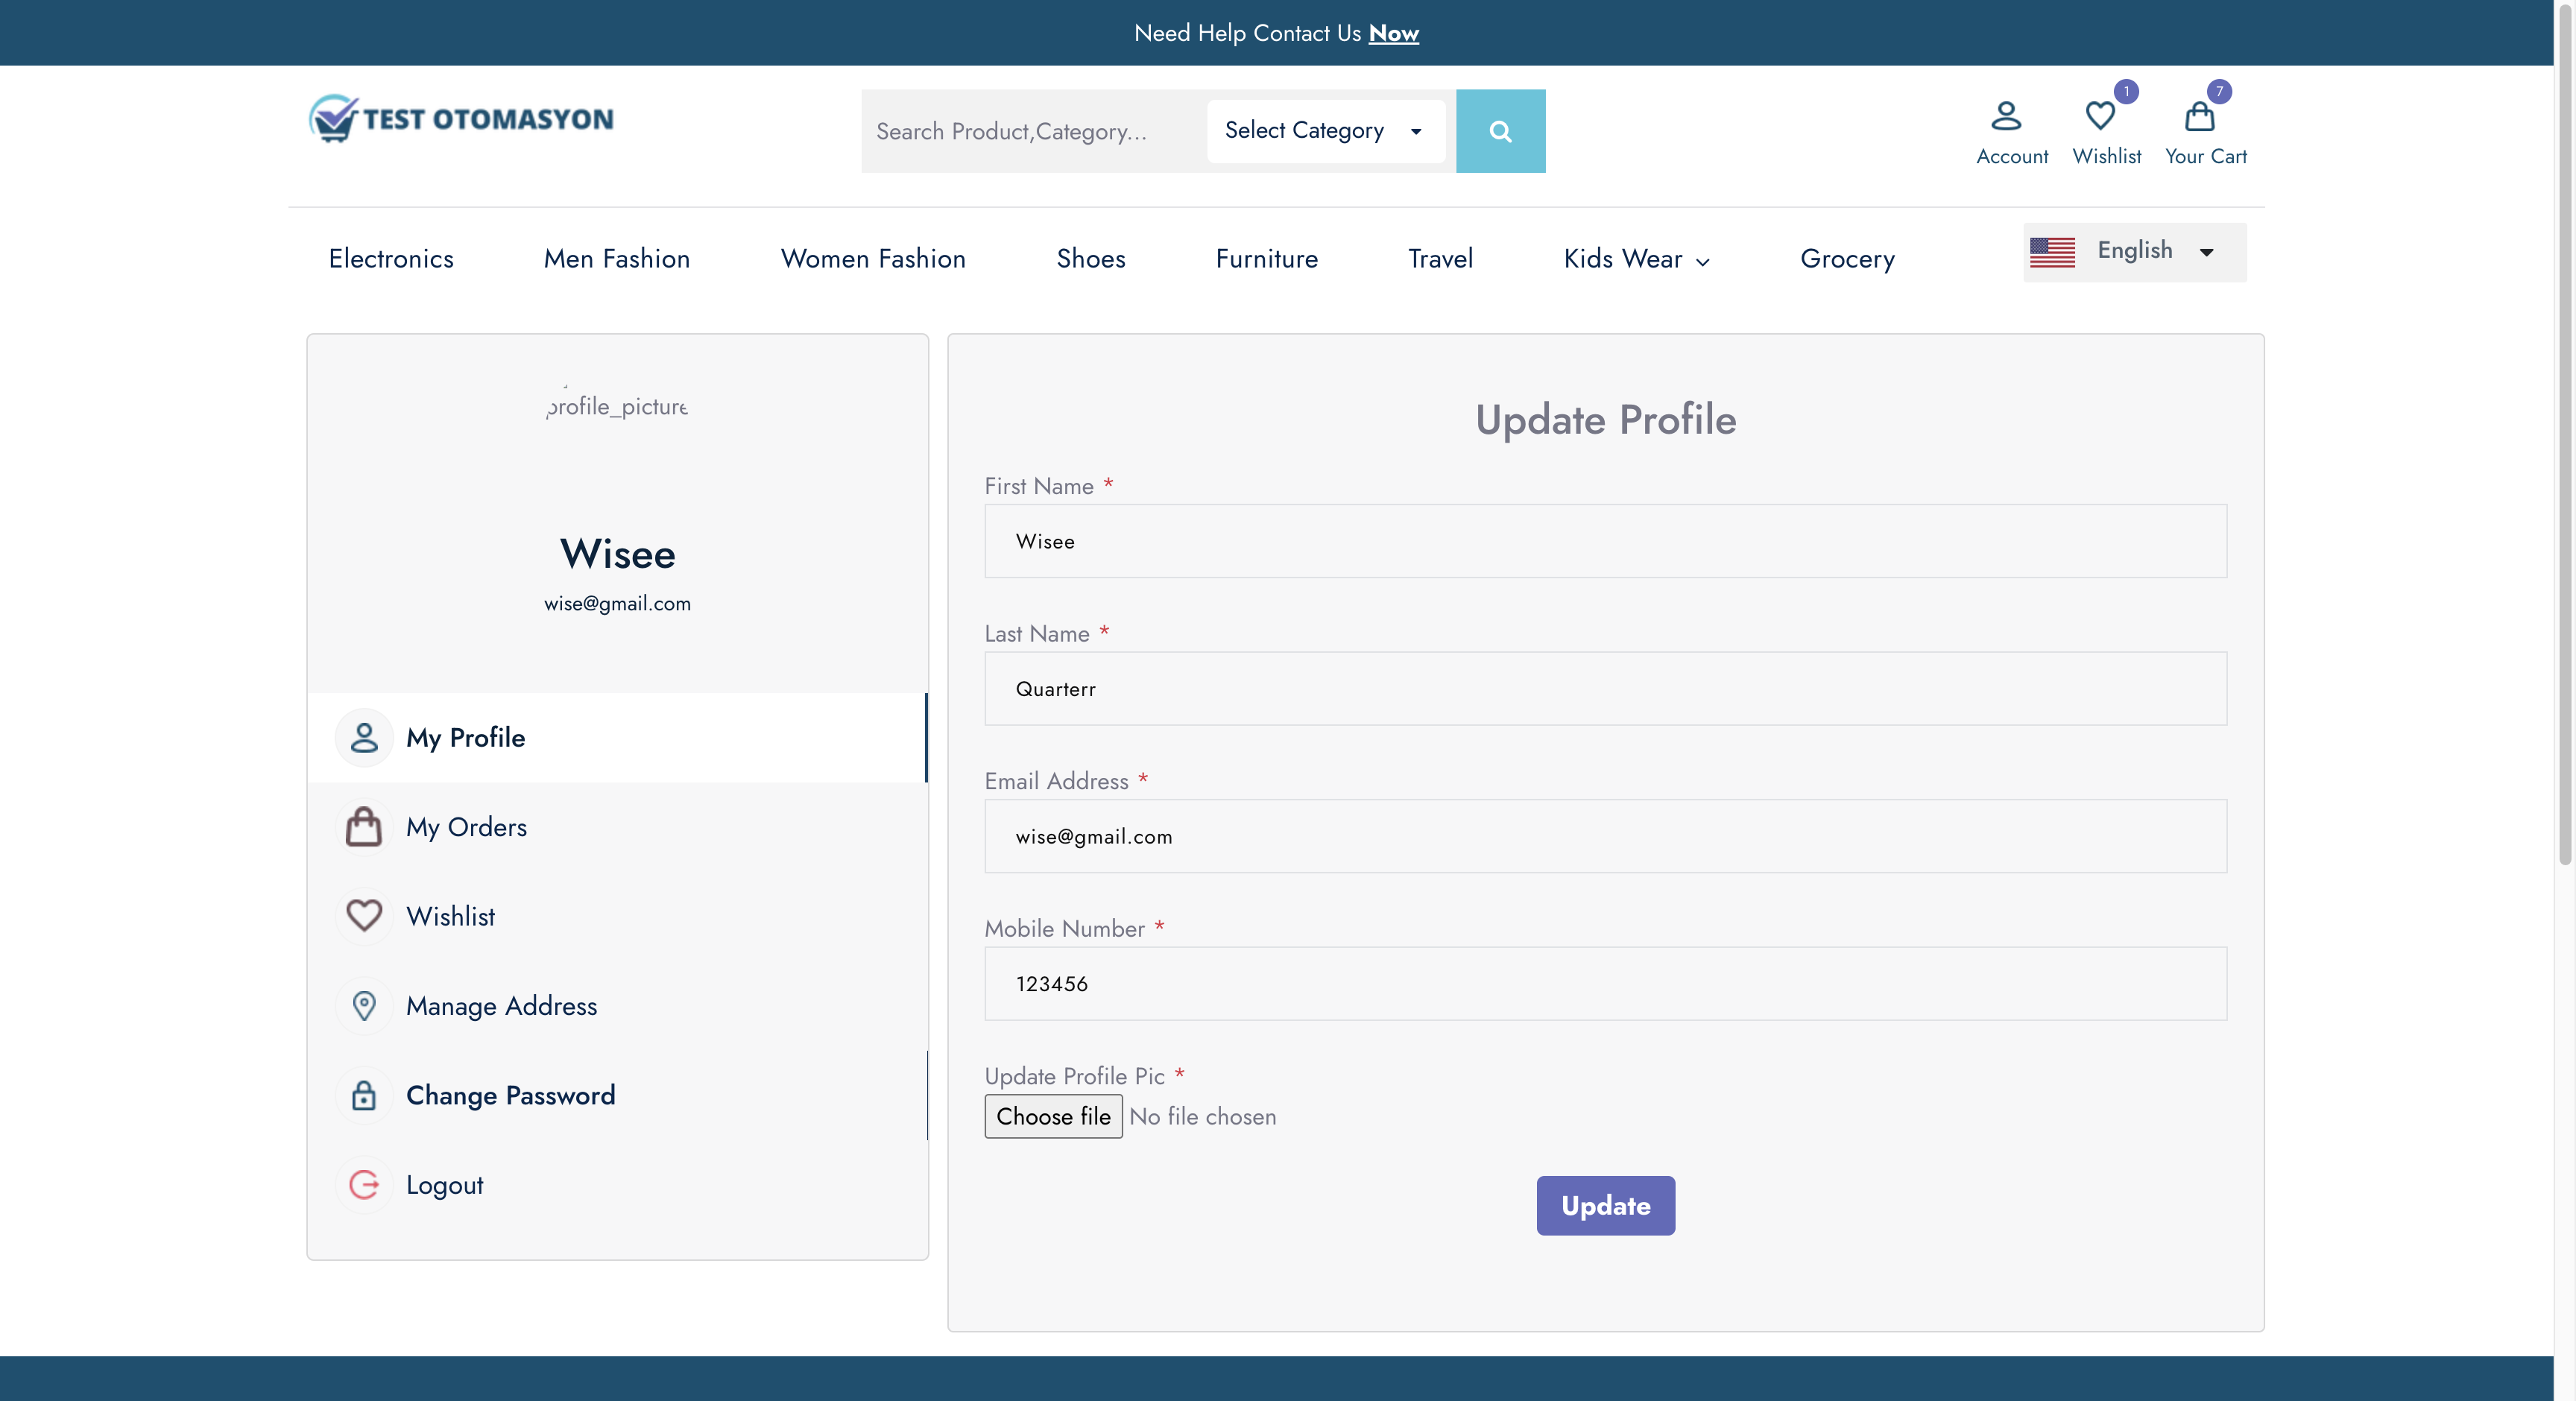 Need Help Contact Us Now
TEST OTOMASYON
Search Product,Category...
Select Category
1
7
Account
Wishlist
Your Cart
Electronics
Men Fashion
Women Fashion
Shoes
Furniture
Travel
Kids Wear
Grocery
English
profile_picture
Wisee
wise@gmail.com
My Profile
My Orders
Wishlist
Manage Address
Change Password
Logout
Update Profile
First Name *
Wisee
Last Name *
Quarterr
Email Address *
wise@gmail.com
Mobile Number *
123456
Update Profile Pic *
Choose file No file chosen
Update